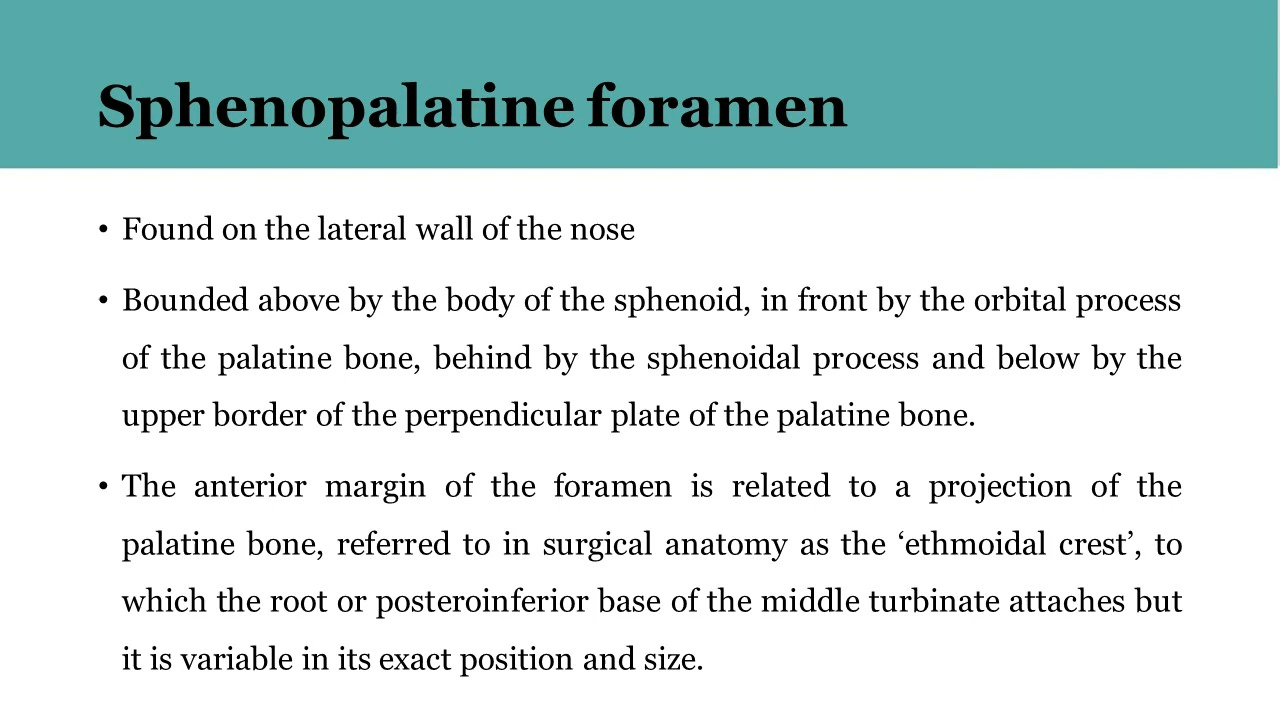 Sphenopalatine foramen
• Found on the lateral wall of the nose
• Bounded above by the body of the sphenoid, in front by the orbital process
of the palatine bone, behind by the sphenoidal process and below by the
upper border of the perpendicular plate of the palatine bone.
• The anterior margin of the foramen is related to a projection of the
palatine bone, referred to in surgical anatomy as the ‘ethmoidal crest’, to
which the root or posteroinferior base of the middle turbinate attaches but
it is variable in its exact position and size.